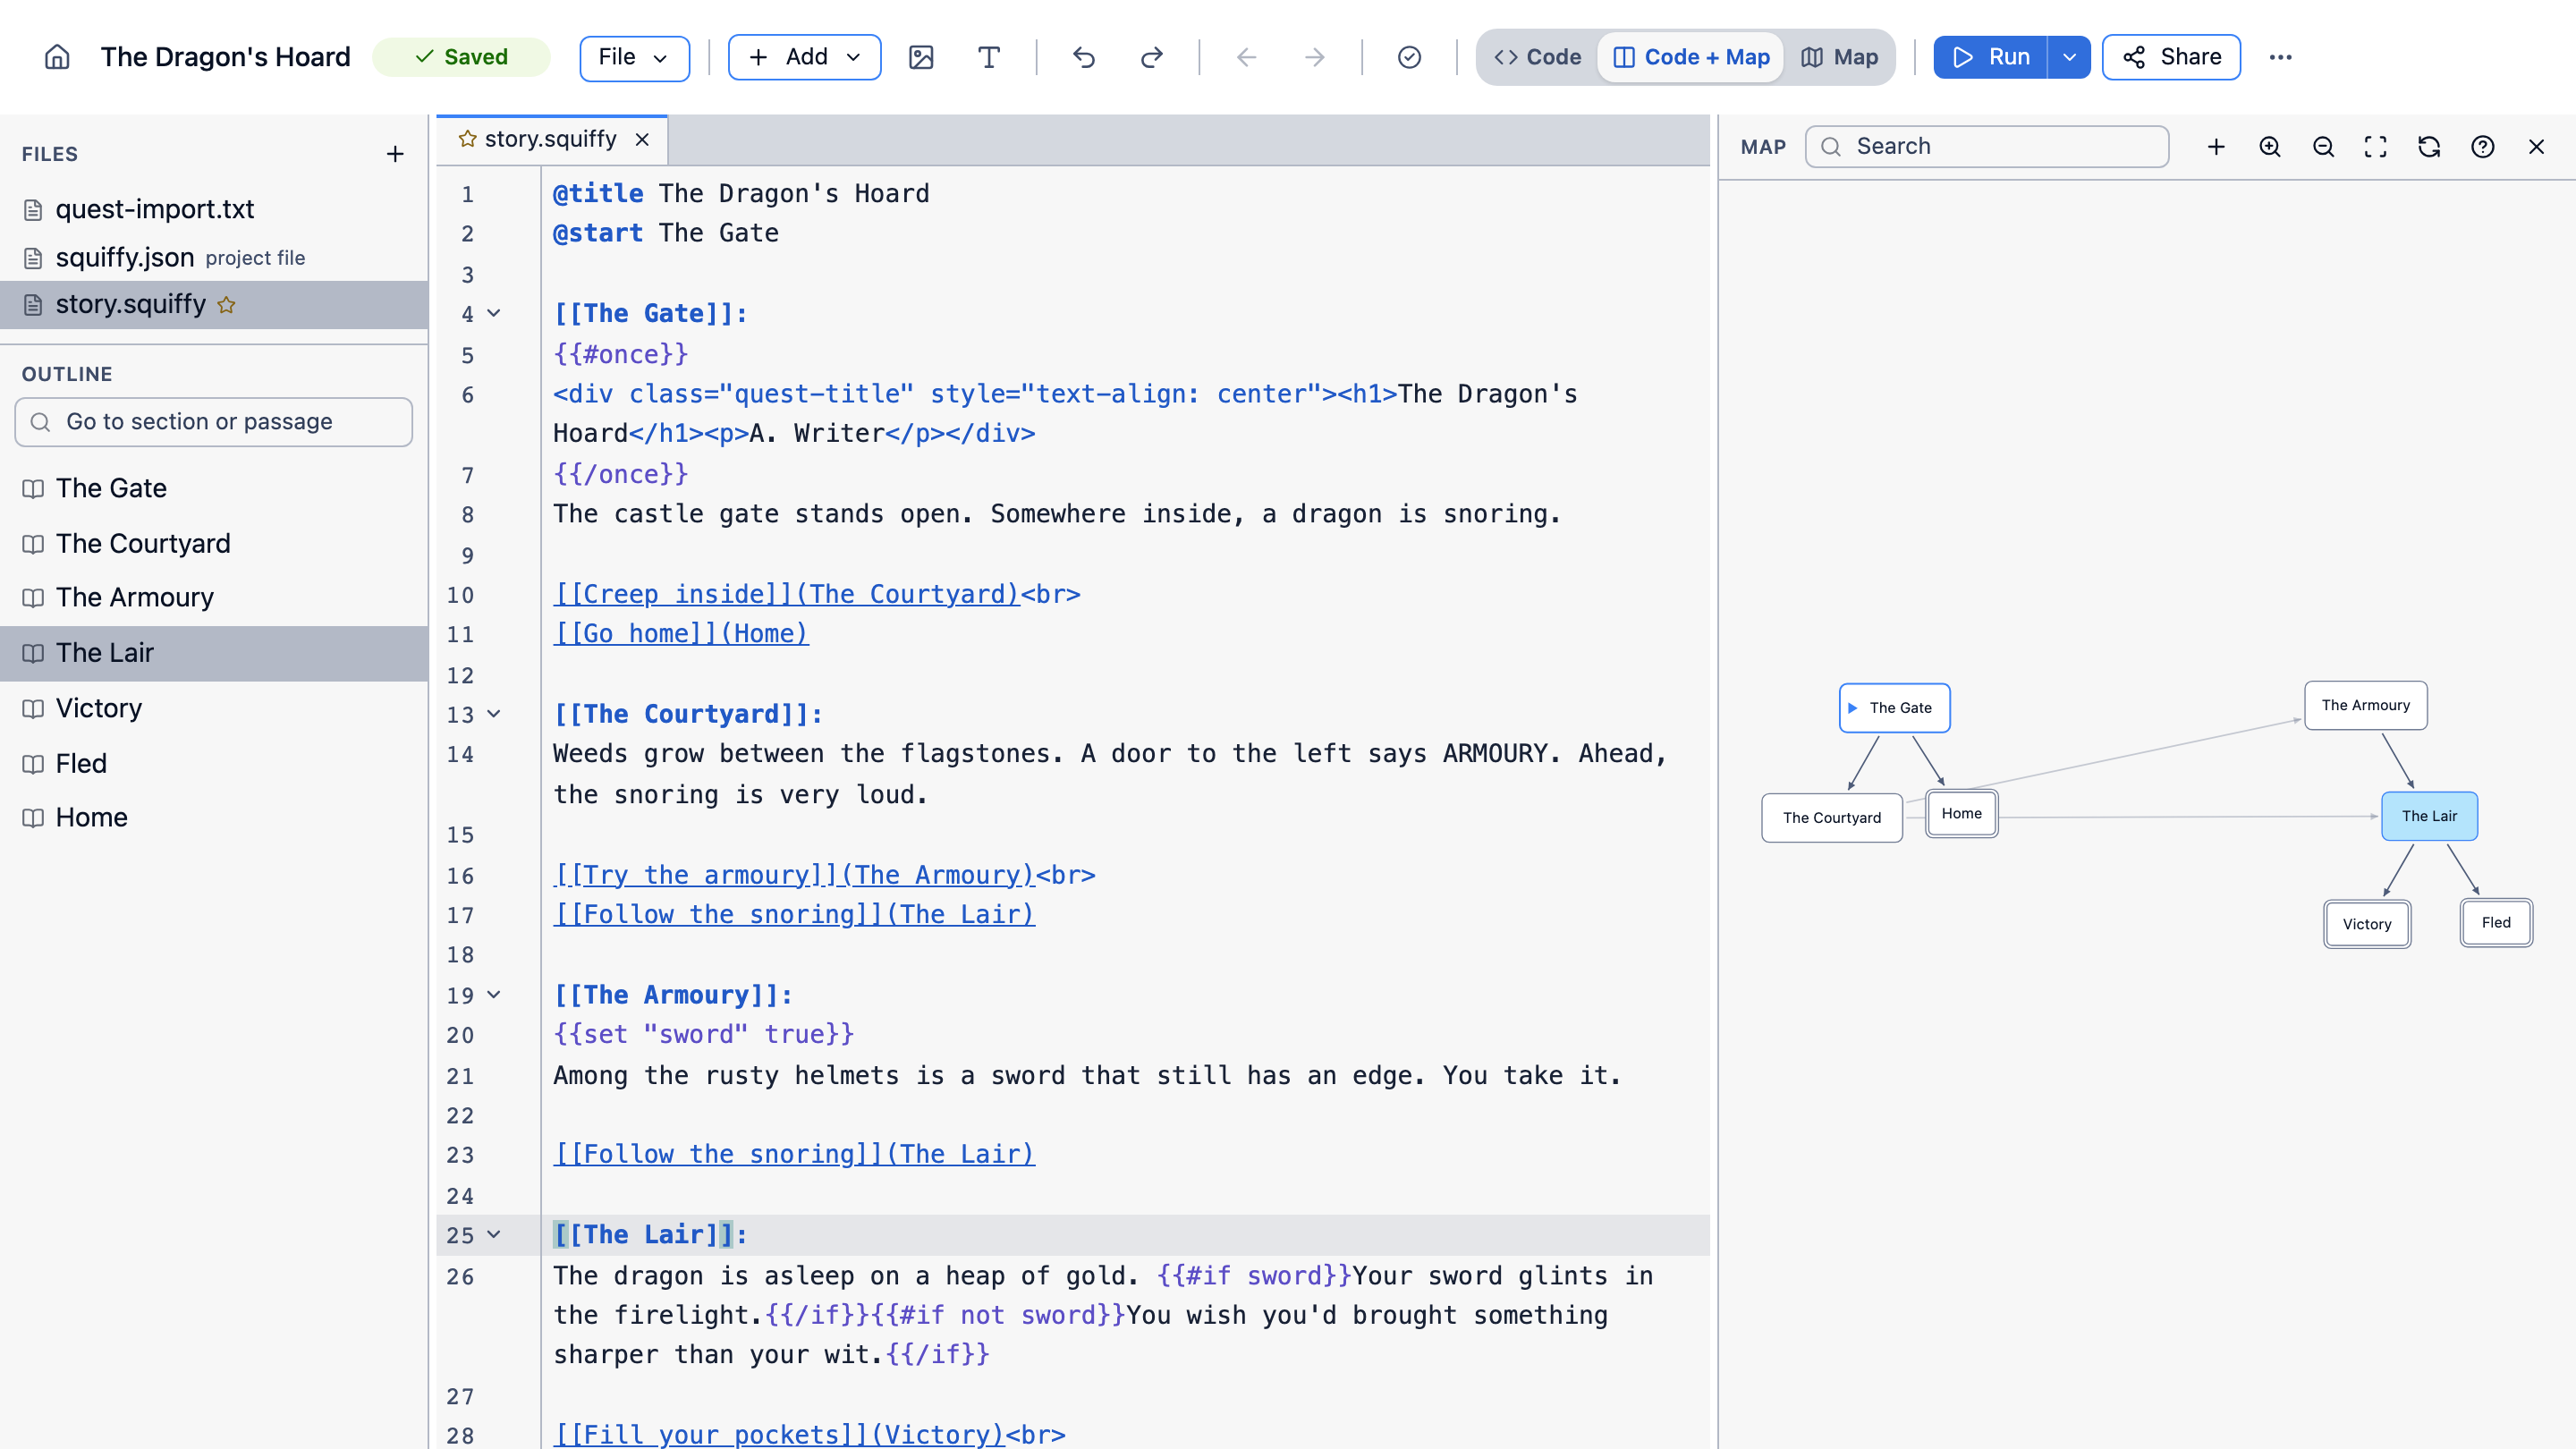 The Dragon's Hoard
Saved
File
Add
Code
Code + Map
Map
Run
Share
FILES
quest-import.txt
squiffy.json project file
story.squiffy
OUTLINE
Go to section or passage
The Gate
The Courtyard
The Armoury
The Lair
Victory
Fled
Home
story.squiffy
1 @title The Dragon's Hoard
2 @start The Gate
3
4 [[The Gate]]:
5 {{#once}}
6 <div class="quest-title" style="text-align: center"><h1>The Dragon's
Hoard</h1><p>A. Writer</p></div>
7 {{/once}}
8 The castle gate stands open. Somewhere inside, a dragon is snoring.
9
10 [[Creep inside]](The Courtyard)<br>
11 [[Go home]](Home)
12
13 [[The Courtyard]]:
14 Weeds grow between the flagstones. A door to the left says ARMOURY. Ahead,
the snoring is very loud.
15
16 [[Try the armoury]](The Armoury)<br>
17 [[Follow the snoring]](The Lair)
18
19 [[The Armoury]]:
20 {{set "sword" true}}
21 Among the rusty helmets is a sword that still has an edge. You take it.
22
23 [[Follow the snoring]](The Lair)
24
25 [[The Lair]]:
26 The dragon is asleep on a heap of gold. {{#if sword}}Your sword glints in
the firelight.{{/if}}{{#if not sword}}You wish you'd brought something
sharper than your wit.{{/if}}
27
28 [[Fill your pockets]](Victory)<br>
MAP
Search
The Gate
The Armoury
The Courtyard
Home
The Lair
Victory
Fled